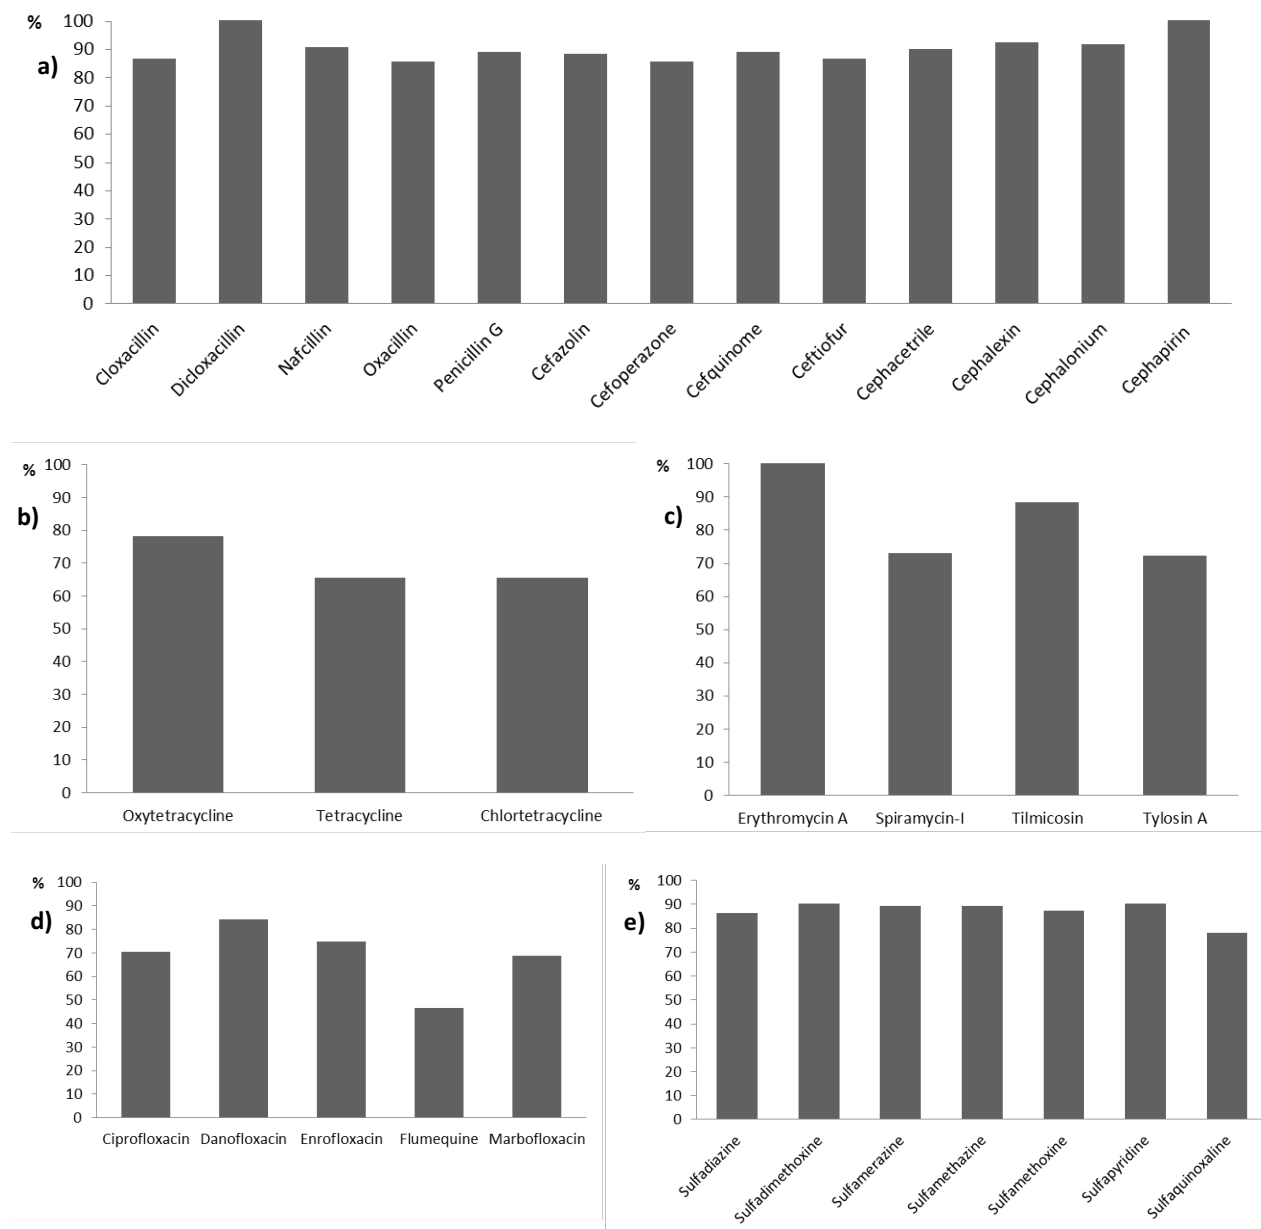 %
a)
100
90
80
70
60
50
40
30
20
10
0
Cloxacillin
Dicloxacillin
Nafcillin
Oxacillin
Penicillin G
Cefazolin
Cefoperazone
Cefquinome
Ceftiofur
Cephacetrile
Cephalexin
Cephalonium
Cephapirin
%
b)
100
90
80
70
60
50
40
30
20
10
0
Oxytetracycline Tetracycline Chlortetracycline
%
c)
100
90
80
70
60
50
40
30
20
10
0
Erythromycin A Spiramycin-I Tilmicosin Tylosin A
%
d)
100
90
80
70
60
50
40
30
20
10
0
Ciprofloxacin Danofloxacin Enrofloxacin Flumequine Marbofloxacin
%
e)
100
90
80
70
60
50
40
30
20
10
0
Sulfadiazine
Sulfadimethoxine
Sulfamerazine
Sulfamethazine
Sulfamethoxine
Sulfapyridine
Sulfaquinoxaline